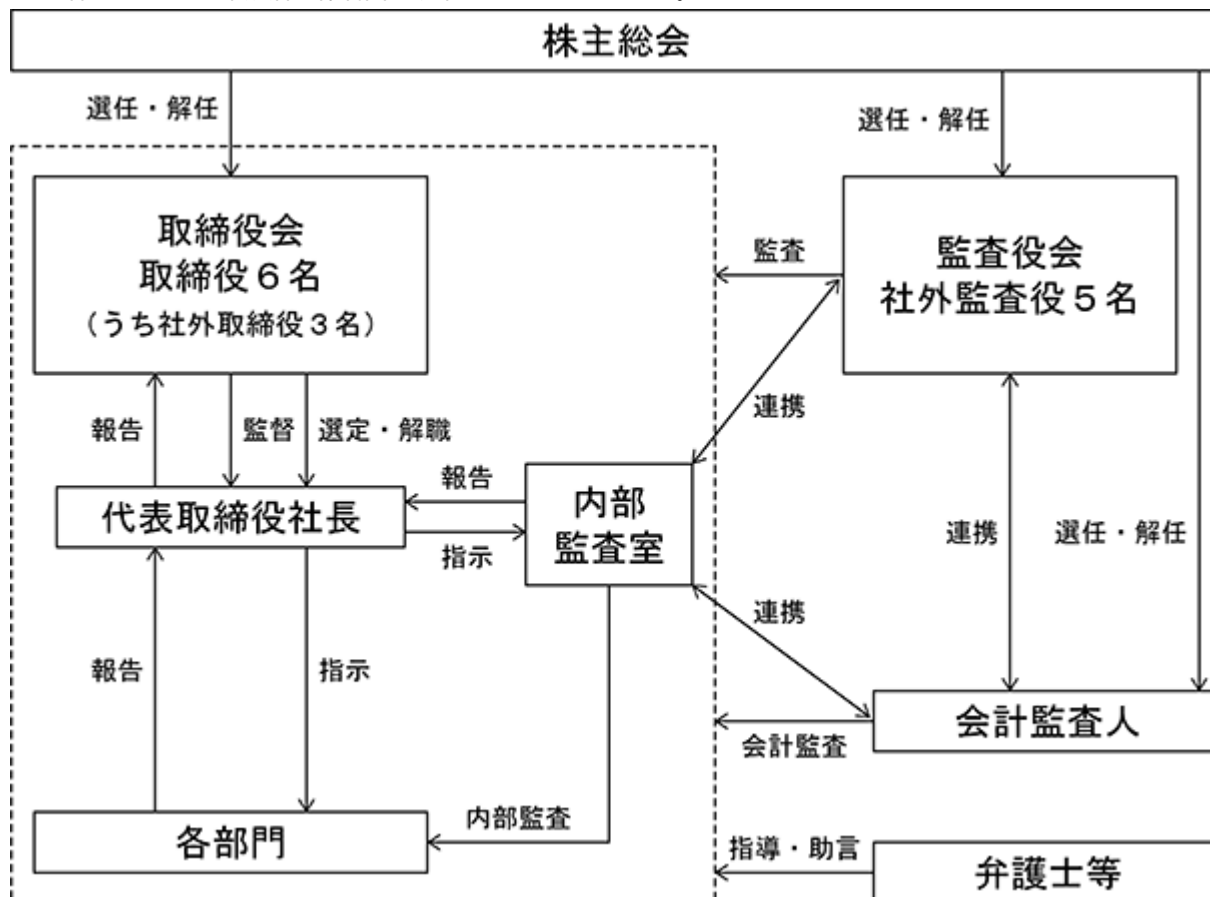 株主総会
選任・解任
選任・解任
取締役会
取締役６名
（うち社外取締役３名）
監査
監査役会
社外監査役５名
連携
報告
監督
選定・解職
報告
代表取締役社長
指示
内部
監査室
連携
選任・解任
連携
報告
指示
会計監査人
会計監査
内部監査
各部門
指導・助言
弁護士等